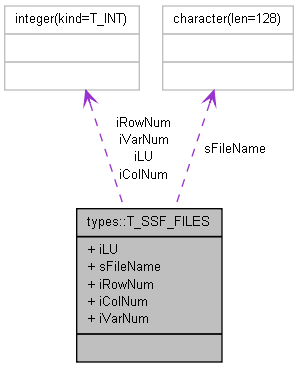 integer(kind=T_INT)
character(len=128)
iRowNum
iVarNum
iLU
iColNum
sFileName
types::T_SSF_FILES
+ iLU
+ sFileName
+ iRowNum
+ iColNum
+ iVarNum